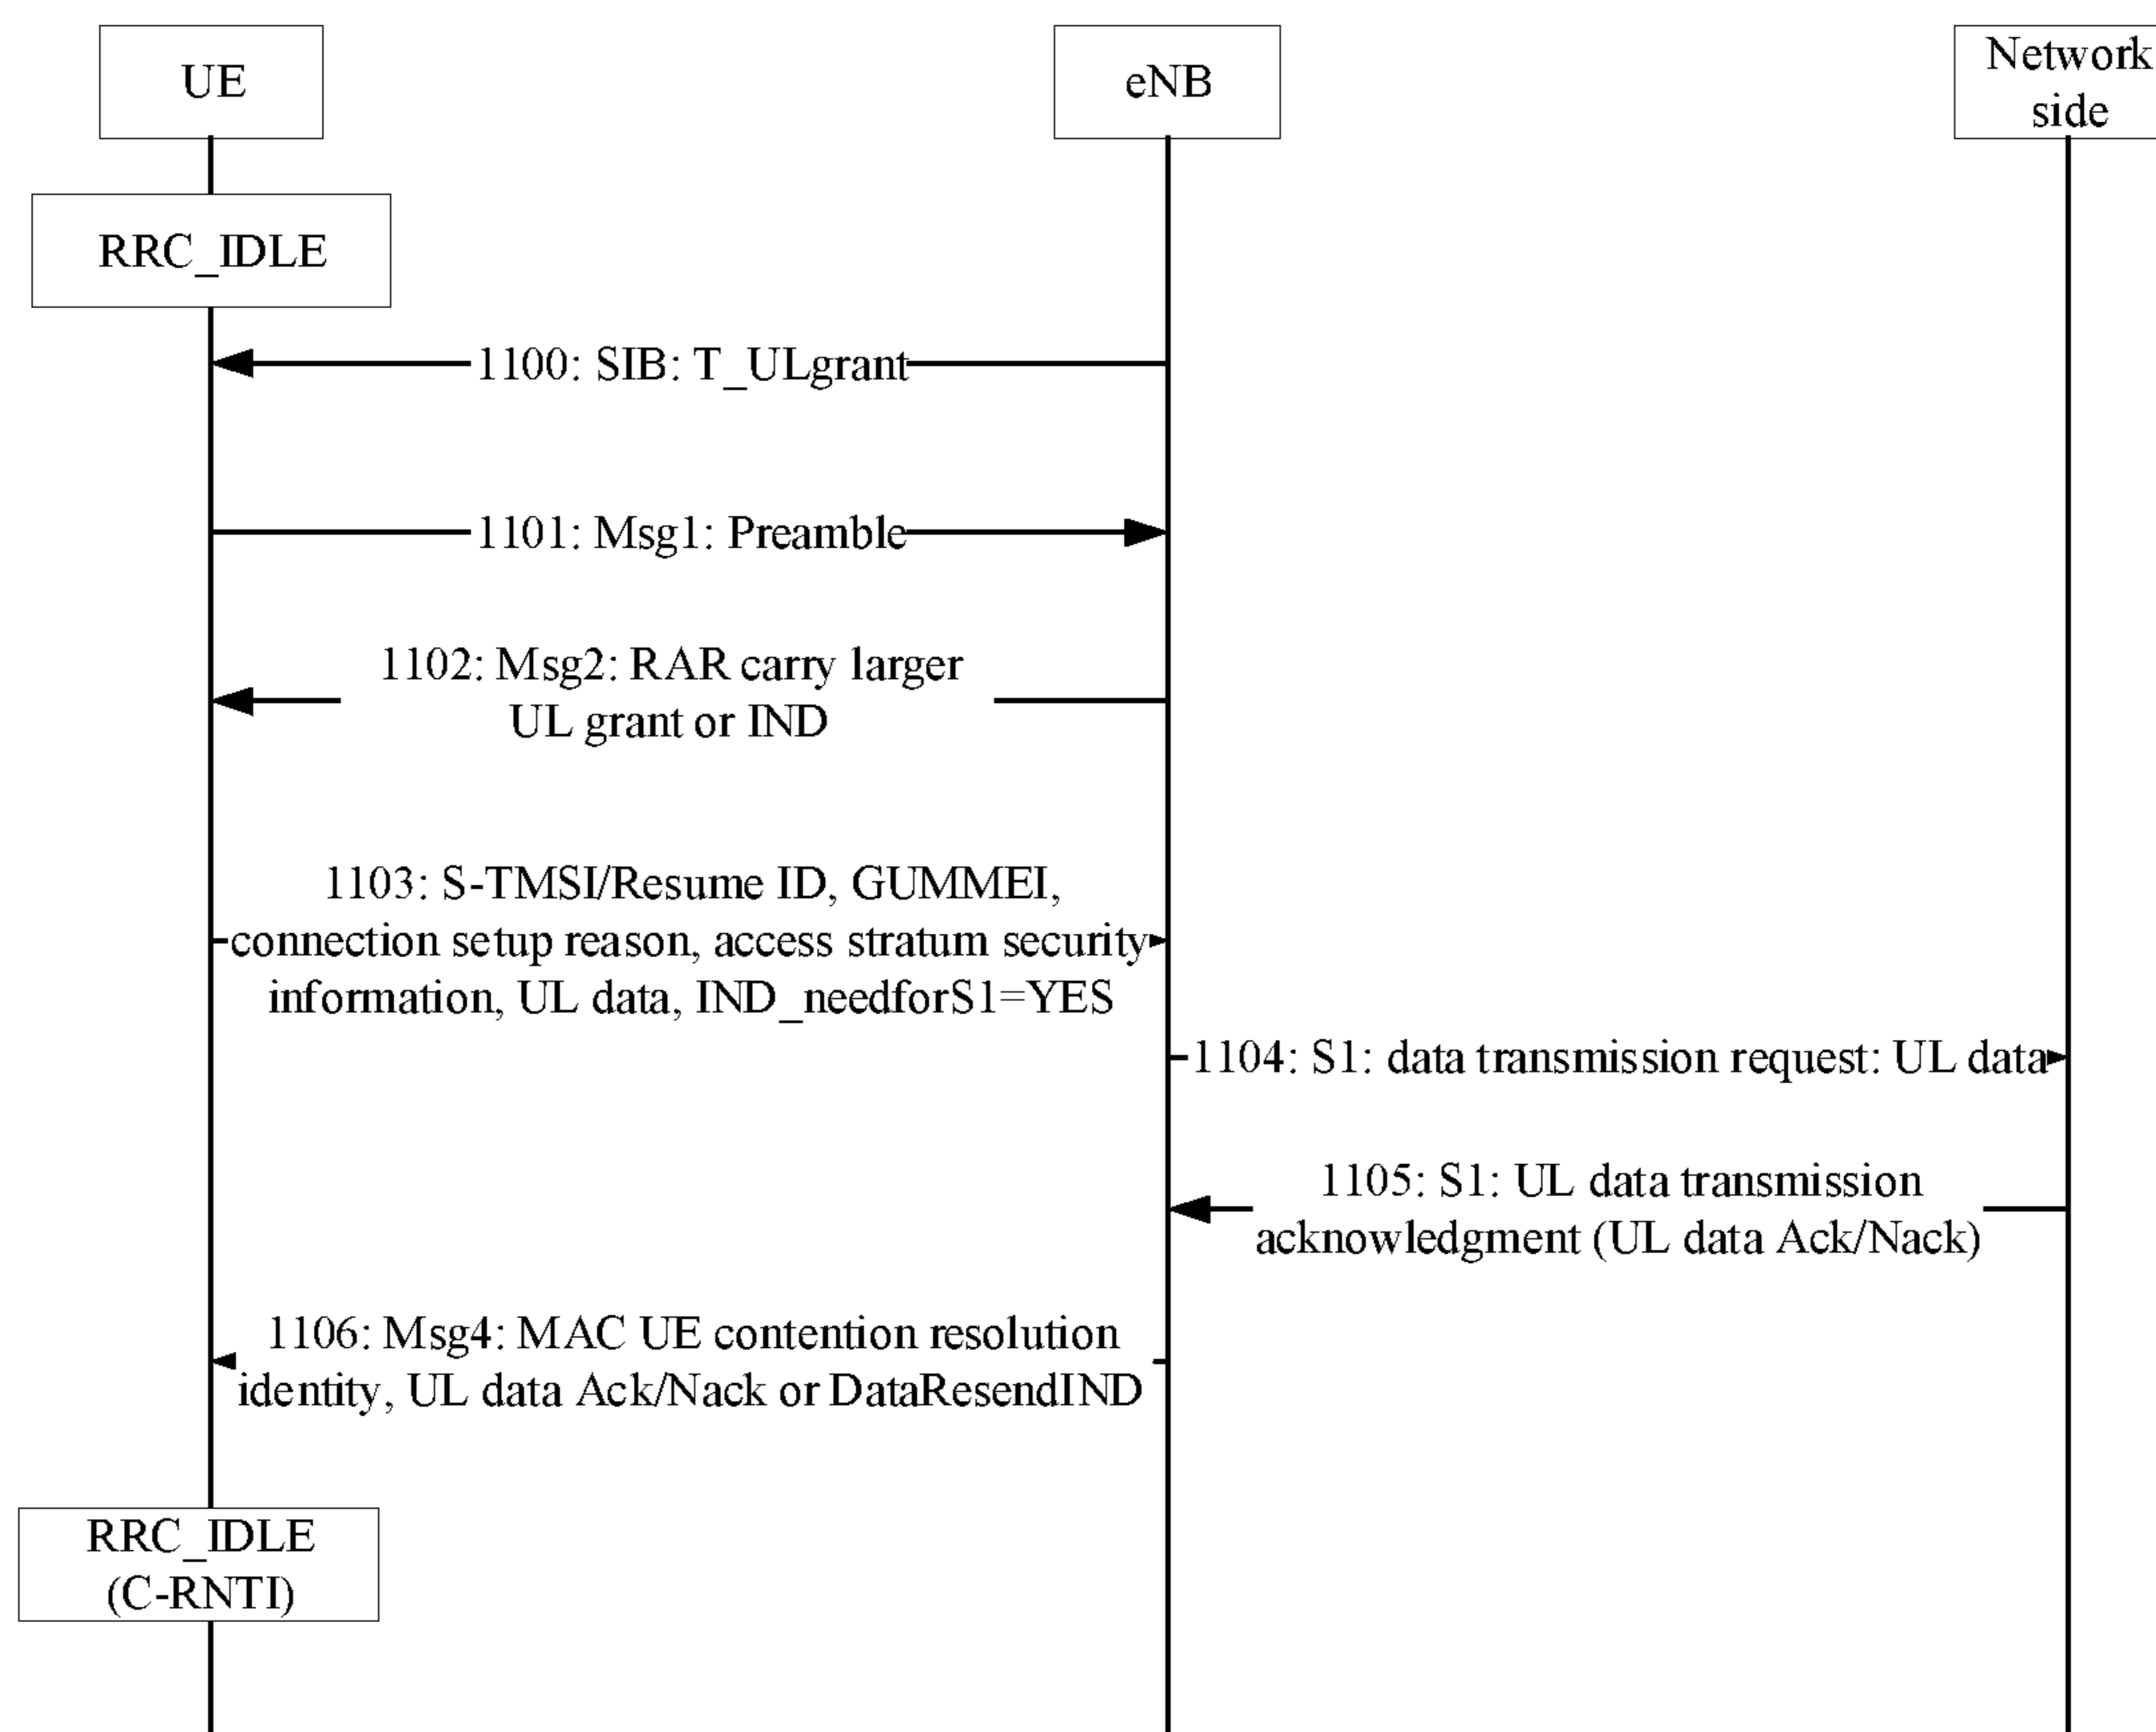 UE
eNB
Network
side
RRC_IDLE
1100: SIB: T_ULgrant
1101: Msg1: Preamble
1102: Msg2: RAR carry larger
UL grant or IND
1103: S-TMSI/Resume ID, GUMMEI,
connection setup reason, access stratum security
information, UL data, IND_needforS1=YES
1104: S1: data transmission request: UL data
1105: S1: UL data transmission
acknowledgment (UL data Ack/Nack)
1106: Msg4: MAC UE contention resolution
identity, UL data Ack/Nack or DataResendIND
RRC_IDLE
(C-RNTI)